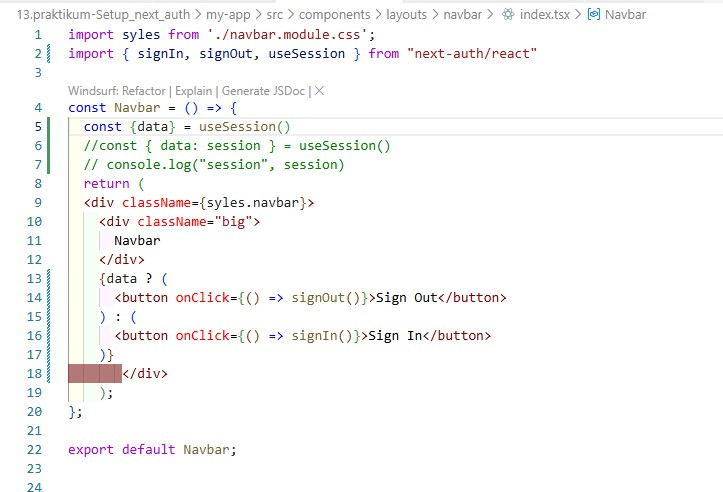 13.praktikum-Setup_next_auth > my-app > src > components > layouts > navbar > index.tsx > Navbar
1 import syles from './navbar.module.css';
2 import { signIn, signOut, useSession } from "next-auth/react"
3
Windsurf: Refactor | Explain | Generate JSDoc | ×
4 const Navbar = () => {
5   const {data} = useSession()
6   //const { data: session } = useSession()
7   // console.log("session", session)
8   return (
9   <div className={syles.navbar}>
10     <div className="big">
11       Navbar
12     </div>
13     {data ? (
14       <button onClick={() => signOut()}>Sign Out</button>
15     ) : (
16       <button onClick={() => signIn()}>Sign In</button>
17     )}
18        </div>
19     );
20 };
21
22 export default Navbar;
23
24